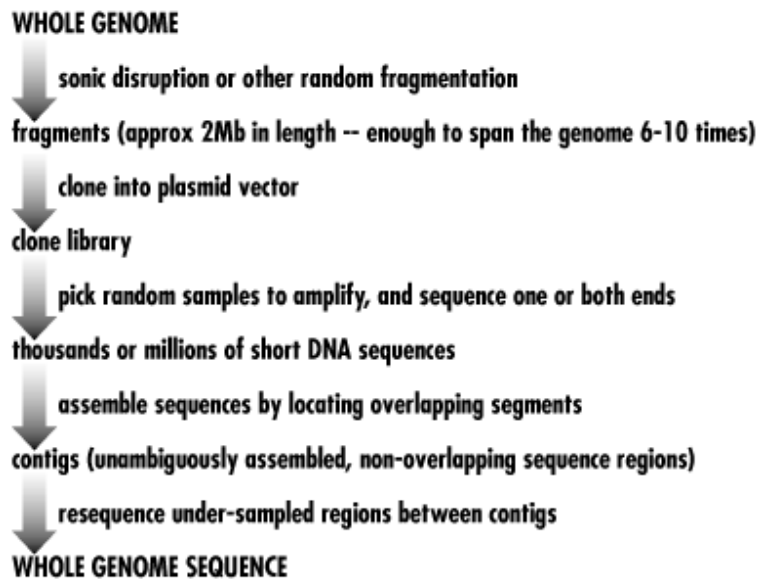 WHOLE GENOME
sonic disruption or other random fragmentation
fragments (approx 2Mb in length -- enough to span the genome 6-10 times)
clone into plasmid vector
clone library
pick random samples to amplify, and sequence one or both ends
thousands or millions of short DNA sequences
assemble sequences by locating overlapping segments
contigs (unambiguously assembled, non-overlapping sequence regions)
resequence under-sampled regions between contigs
WHOLE GENOME SEQUENCE